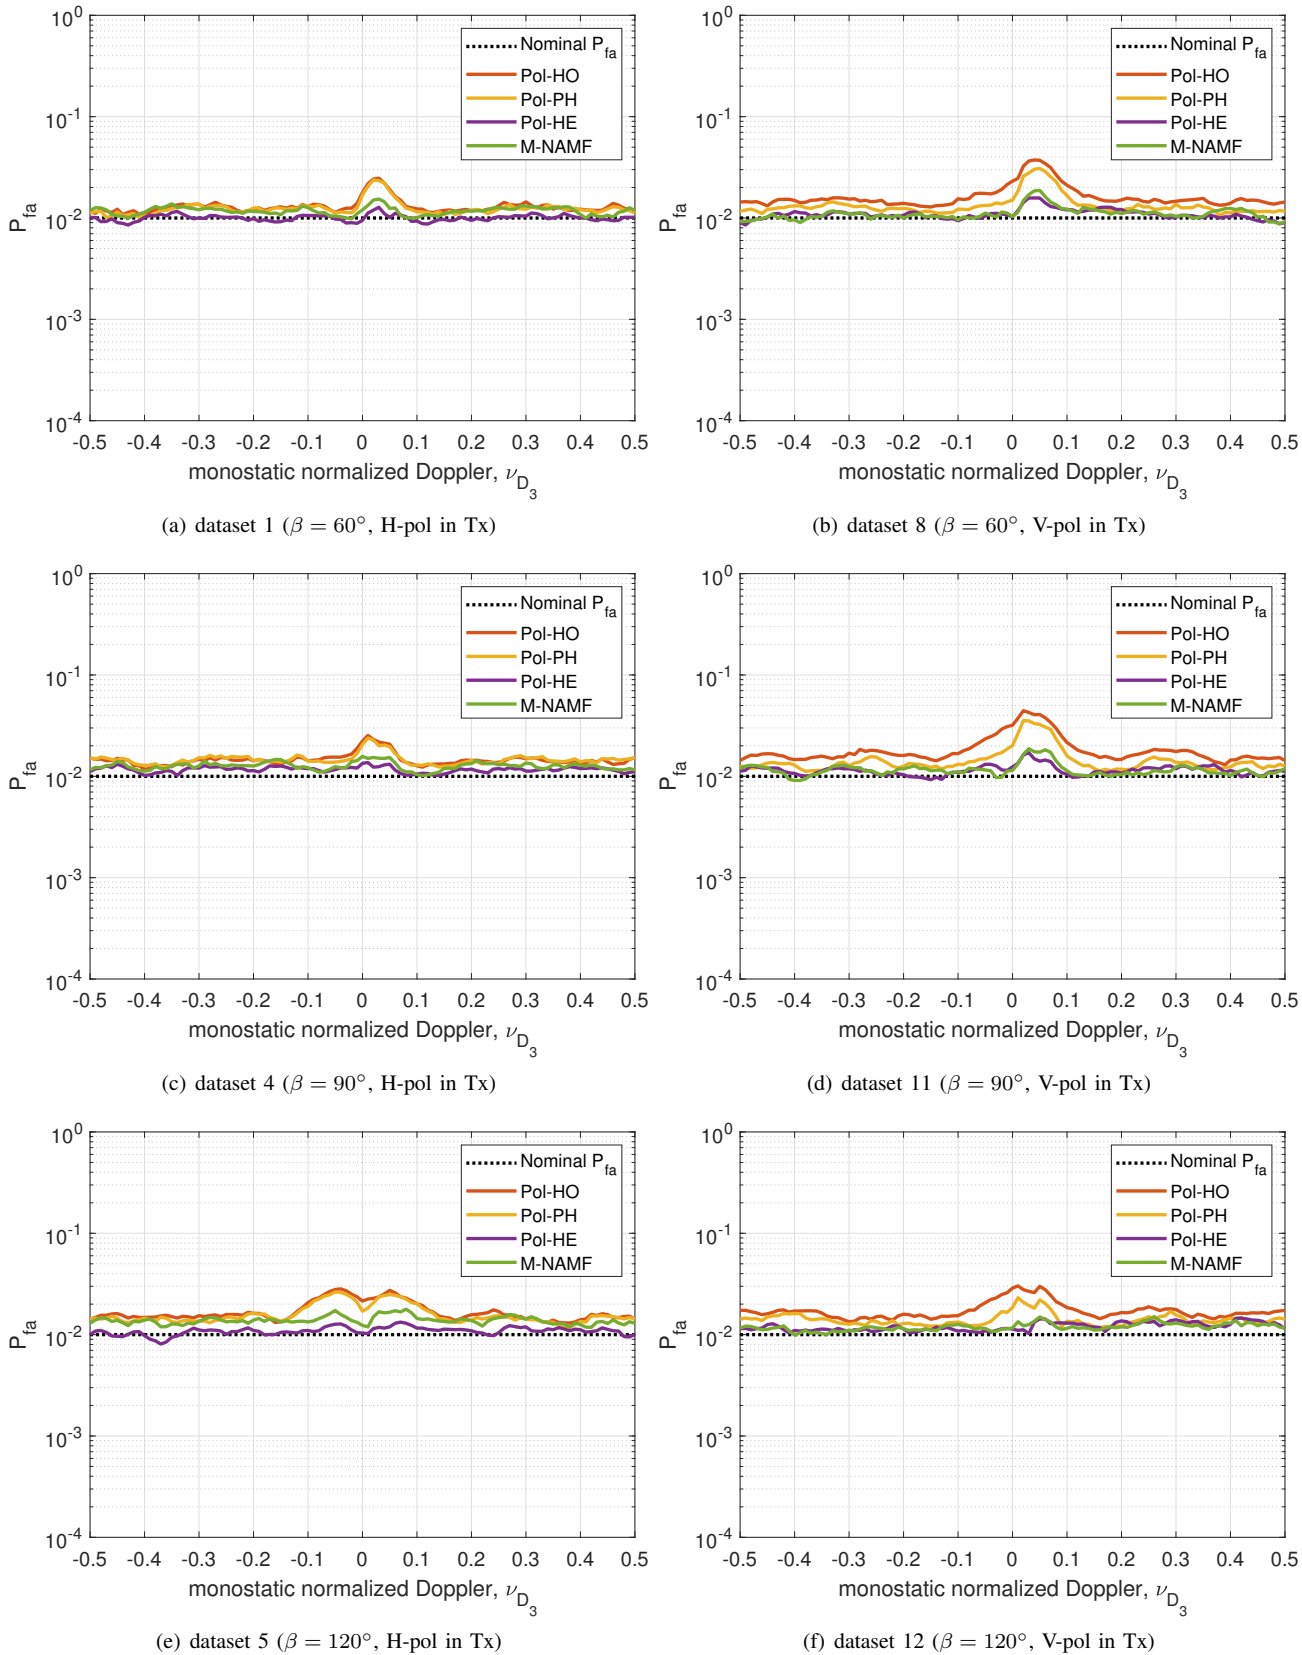 10^0
10^-1
10^-2
10^-3
10^-4
P_fa
Nominal P_fa
Pol-HO
Pol-PH
Pol-HE
M-NAMF
-0.5 -0.4 -0.3 -0.2 -0.1 0 0.1 0.2 0.3 0.4 0.5
monostatic normalized Doppler, ν_D_3
(a) dataset 1 (β = 60°, H-pol in Tx)
10^0
10^-1
10^-2
10^-3
10^-4
P_fa
Nominal P_fa
Pol-HO
Pol-PH
Pol-HE
M-NAMF
-0.5 -0.4 -0.3 -0.2 -0.1 0 0.1 0.2 0.3 0.4 0.5
monostatic normalized Doppler, ν_D_3
(b) dataset 8 (β = 60°, V-pol in Tx)
10^0
10^-1
10^-2
10^-3
10^-4
P_fa
Nominal P_fa
Pol-HO
Pol-PH
Pol-HE
M-NAMF
-0.5 -0.4 -0.3 -0.2 -0.1 0 0.1 0.2 0.3 0.4 0.5
monostatic normalized Doppler, ν_D_3
(c) dataset 4 (β = 90°, H-pol in Tx)
10^0
10^-1
10^-2
10^-3
10^-4
P_fa
Nominal P_fa
Pol-HO
Pol-PH
Pol-HE
M-NAMF
-0.5 -0.4 -0.3 -0.2 -0.1 0 0.1 0.2 0.3 0.4 0.5
monostatic normalized Doppler, ν_D_3
(d) dataset 11 (β = 90°, V-pol in Tx)
10^0
10^-1
10^-2
10^-3
10^-4
P_fa
Nominal P_fa
Pol-HO
Pol-PH
Pol-HE
M-NAMF
-0.5 -0.4 -0.3 -0.2 -0.1 0 0.1 0.2 0.3 0.4 0.5
monostatic normalized Doppler, ν_D_3
(e) dataset 5 (β = 120°, H-pol in Tx)
10^0
10^-1
10^-2
10^-3
10^-4
P_fa
Nominal P_fa
Pol-HO
Pol-PH
Pol-HE
M-NAMF
-0.5 -0.4 -0.3 -0.2 -0.1 0 0.1 0.2 0.3 0.4 0.5
monostatic normalized Doppler, ν_D_3
(f) dataset 12 (β = 120°, V-pol in Tx)